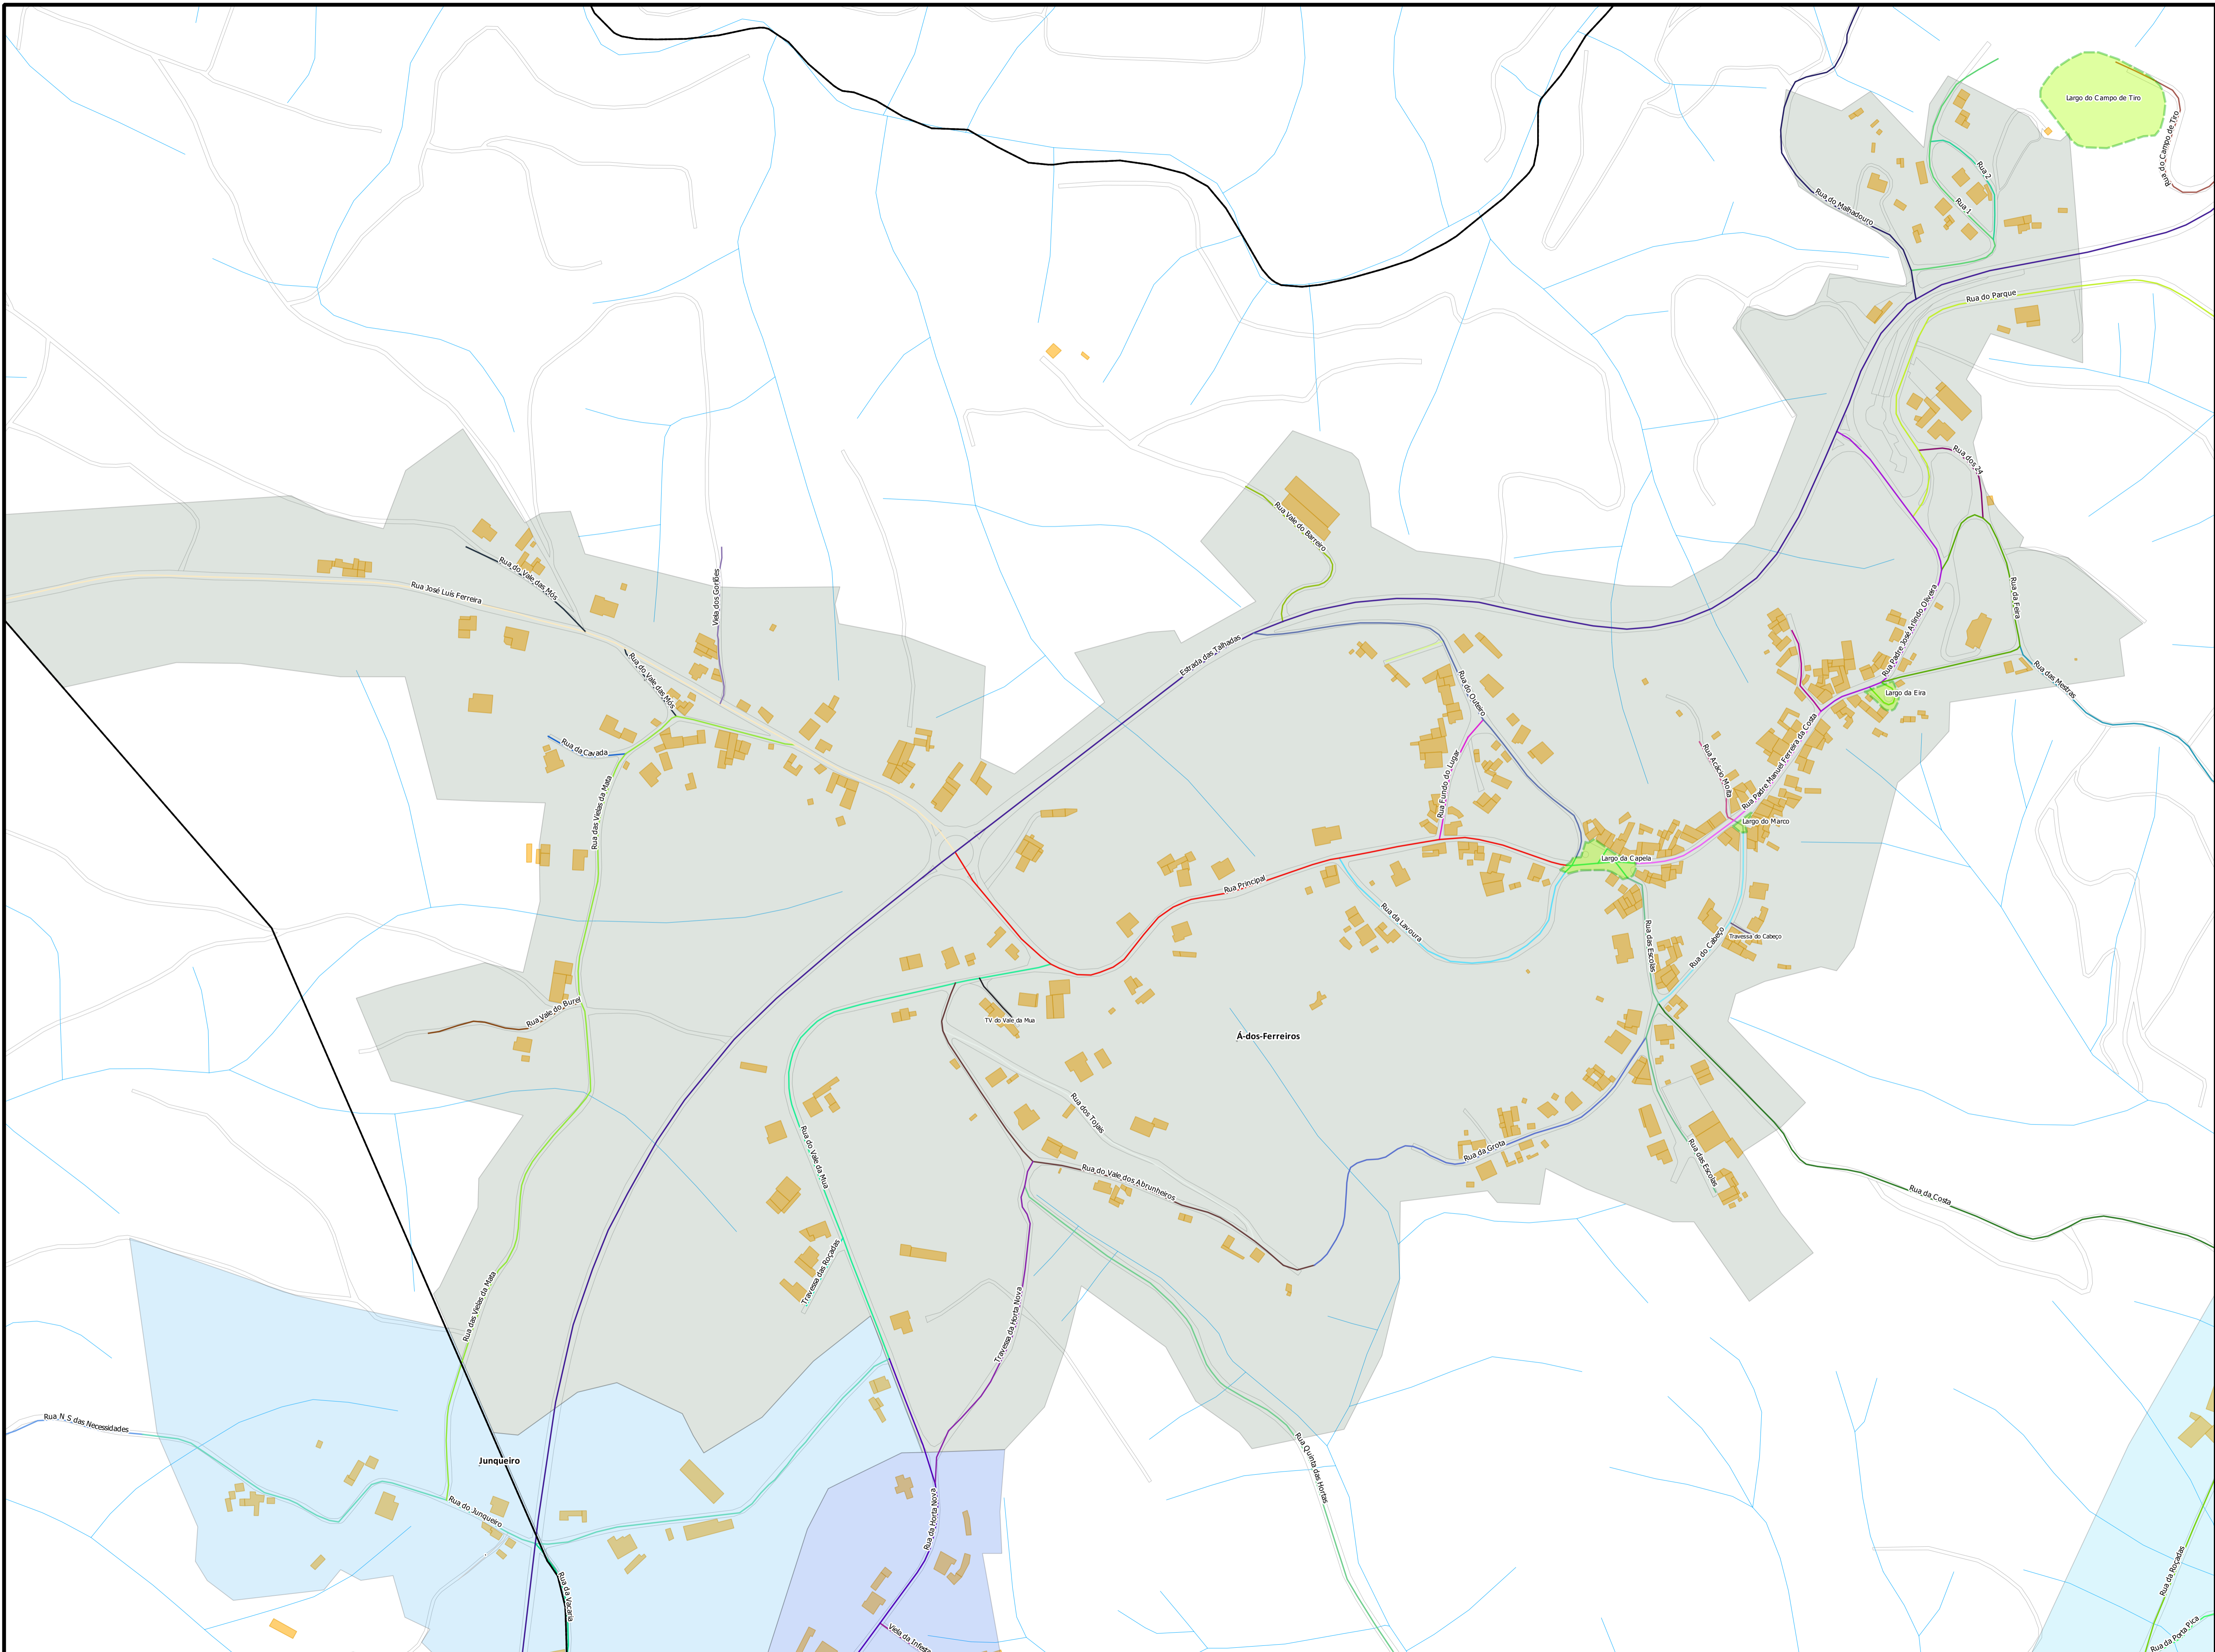 Largo do Campo de Tiro
Rua do Campo de Tiro
Rua 2
Rua do Malhadouro
Rua 1
Rua do Parque
Rua dos 24
Rua Vale do Barreiro
Rua do Vale das Mós
Viela dos Goriões
Rua José Luís Ferreira
Rua da Feira
Rua Padre José Arlindo Oliveira
Estrada das Talhadas
Rua do Vale das Mós
Rua das Mestras
Rua do Outeiro
Largo da Eira
Rua da Cavada
Rua Padre Manuel Ferreira da Costa
Rua Acácio Moita
Rua Fundo do Lugar
Rua das Vielas da Mata
Largo do Marco
Largo da Capela
Rua Principal
Rua da Lavoura
Rua das Escolas
Rua do Cabeço
Travessa do Cabeço
Rua Vale do Burel
TV do Vale da Mua
Á-dos-Ferreiros
Rua dos Tojais
Rua do Vale da Mua
Rua da Grota
Rua das Escolas
Rua do Vale dos Abrunheiros
Rua da Costa
Travessa das Roçadas
Rua das Vielas da Mata
Travessa da Horta Nova
Rua N S das Necessidades
Junqueiro
Rua Quinta das Hortas
Rua do Junqueiro
Rua da Horta Nova
Rua da Vacaria
Rua da Roçadas
Viela da Infesta
Rua da Porta Pica